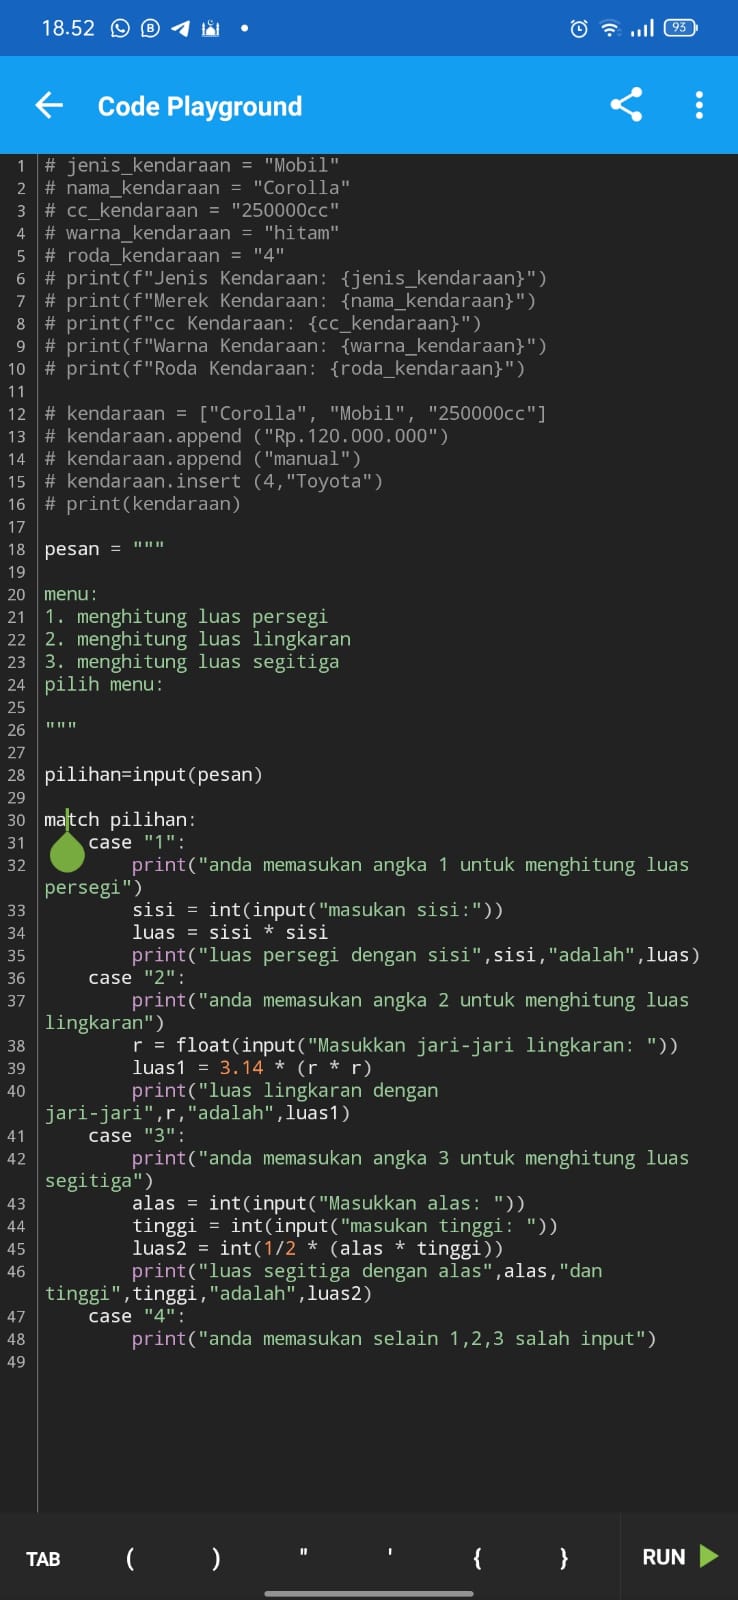 18.52
93
Code Playground
1 # jenis_kendaraan = "Mobil"
2 # nama_kendaraan = "Corolla"
3 # cc_kendaraan = "250000cc"
4 # warna_kendaraan = "hitam"
5 # roda_kendaraan = "4"
6 # print(f"Jenis Kendaraan: {jenis_kendaraan}")
7 # print(f"Merek Kendaraan: {nama_kendaraan}")
8 # print(f"cc Kendaraan: {cc_kendaraan}")
9 # print(f"Warna Kendaraan: {warna_kendaraan}")
10 # print(f"Roda Kendaraan: {roda_kendaraan}")
11
12 # kendaraan = ["Corolla", "Mobil", "250000cc"]
13 # kendaraan.append ("Rp.120.000.000")
14 # kendaraan.append ("manual")
15 # kendaraan.insert (4,"Toyota")
16 # print(kendaraan)
17
18 pesan = """
19
20 menu:
21 1. menghitung luas persegi
22 2. menghitung luas lingkaran
23 3. menghitung luas segitiga
24 pilih menu:
25
26 """
27
28 pilihan=input(pesan)
29
30 match pilihan:
31     case "1":
32         print("anda memasukan angka 1 untuk menghitung luas
persegi")
33         sisi = int(input("masukan sisi:"))
34         luas = sisi * sisi
35         print("luas persegi dengan sisi",sisi,"adalah",luas)
36     case "2":
37         print("anda memasukan angka 2 untuk menghitung luas
lingkaran")
38         r = float(input("Masukkan jari-jari lingkaran: "))
39         luas1 = 3.14 * (r * r)
40         print("luas lingkaran dengan
jari-jari",r,"adalah",luas1)
41     case "3":
42         print("anda memasukan angka 3 untuk menghitung luas
segitiga")
43         alas = int(input("Masukkan alas: "))
44         tinggi = int(input("masukan tinggi: "))
45         luas2 = int(1/2 * (alas * tinggi))
46         print("luas segitiga dengan alas",alas,"dan
tinggi",tinggi,"adalah",luas2)
47     case "4":
48         print("anda memasukan selain 1,2,3 salah input")
49
TAB ( ) " ' { } RUN